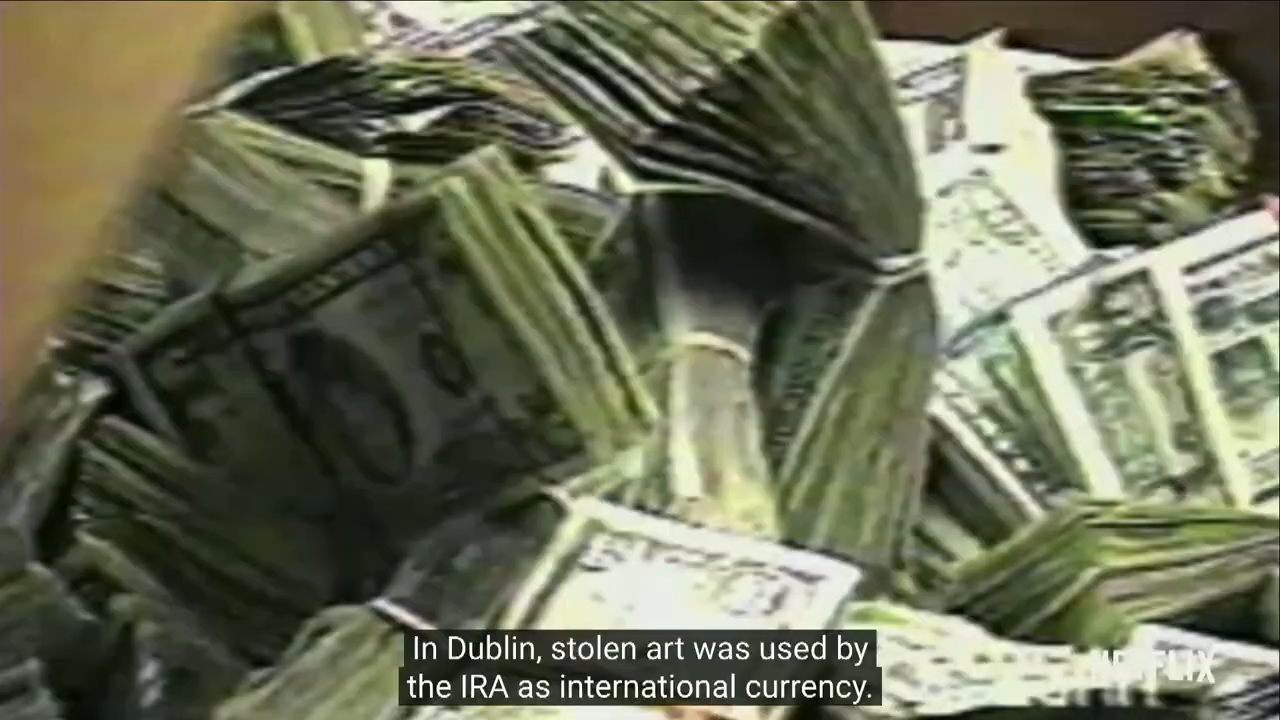 In Dublin, stolen art was used by
the IRA as international currency.
NETFLIX